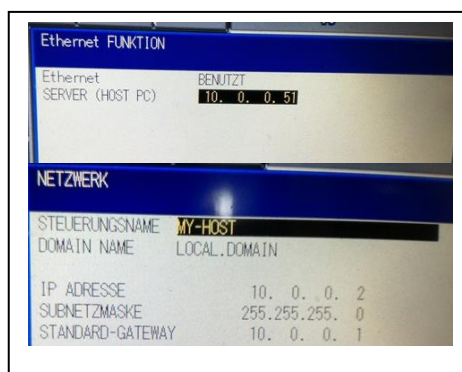 Ethernet FUNKTION
Ethernet BENUTZT
SERVER (HOST PC) 10. 0. 0. 51
NETZWERK
STEUERUNGSNAME MY-HOST
DOMAIN NAME LOCAL.DOMAIN
IP ADRESSE 10. 0. 0. 2
SUBNETZMASKE 255.255.255. 0
STANDARD-GATEWAY 10. 0. 0. 1